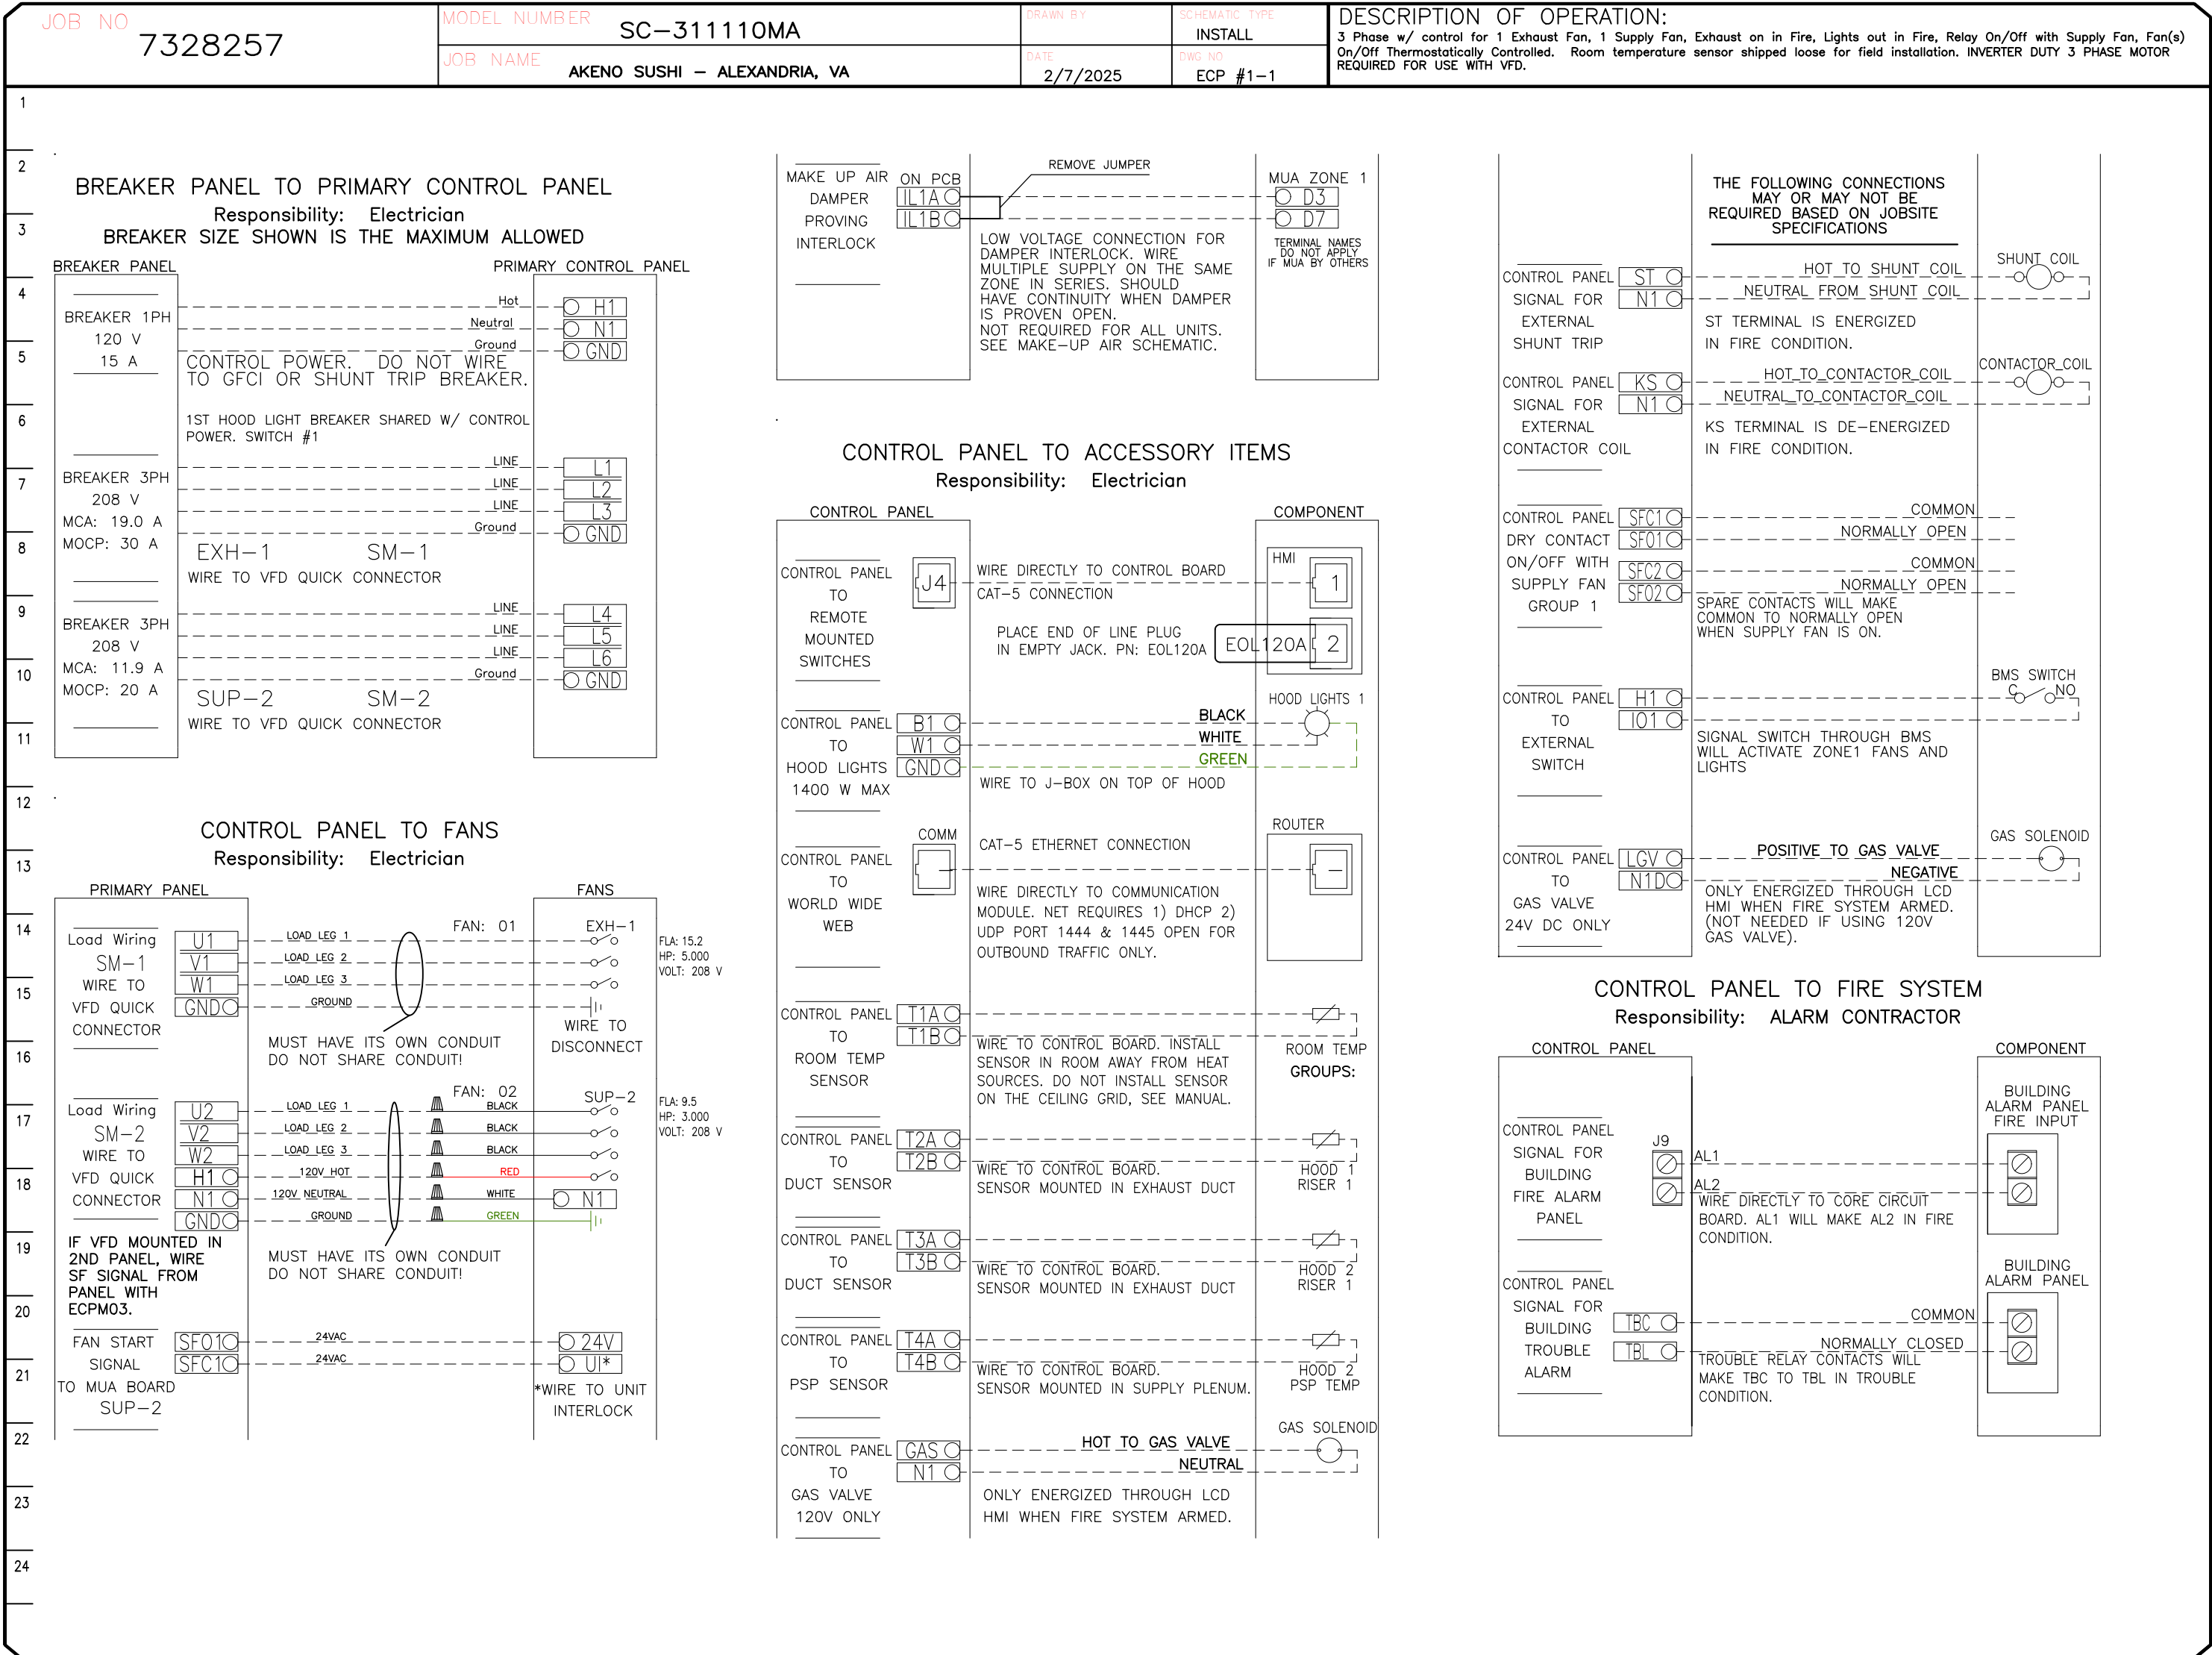 JOB NO
7328257
MODEL NUMBER
SC-311110MA
JOB NAME
AKENO SUSHI - ALEXANDRIA, VA
DRAWN BY
SCHEMATIC TYPE
INSTALL
DATE
2/7/2025
DWG NO
ECP #1-1
DESCRIPTION OF OPERATION:
3 Phase w/ control for 1 Exhaust Fan, 1 Supply Fan, Exhaust on in Fire, Lights out in Fire, Relay On/Off with Supply Fan, Fan(s)
On/Off Thermostatically Controlled. Room temperature sensor shipped loose for field installation. INVERTER DUTY 3 PHASE MOTOR
REQUIRED FOR USE WITH VFD.
1
2
3
4
5
6
7
8
9
10
11
12
13
14
15
16
17
18
19
20
21
22
23
24
BREAKER PANEL TO PRIMARY CONTROL PANEL
Responsibility: Electrician
BREAKER SIZE SHOWN IS THE MAXIMUM ALLOWED
BREAKER PANEL
PRIMARY CONTROL PANEL
BREAKER 1PH
120 V
15 A
Hot
H1
Neutral
N1
Ground
GND
CONTROL POWER. DO NOT WIRE
TO GFCI OR SHUNT TRIP BREAKER.
1ST HOOD LIGHT BREAKER SHARED W/ CONTROL
POWER. SWITCH #1
BREAKER 3PH
208 V
MCA: 19.0 A
MOCP: 30 A
LINE
L1
LINE
L2
LINE
L3
Ground
GND
EXH-1 SM-1
WIRE TO VFD QUICK CONNECTOR
BREAKER 3PH
208 V
MCA: 11.9 A
MOCP: 20 A
LINE
L4
LINE
L5
LINE
L6
Ground
GND
SUP-2 SM-2
WIRE TO VFD QUICK CONNECTOR
CONTROL PANEL TO FANS
Responsibility: Electrician
PRIMARY PANEL
FANS
Load Wiring
SM-1
WIRE TO
VFD QUICK
CONNECTOR
U1
V1
W1
GND
LOAD LEG 1
LOAD LEG 2
LOAD LEG 3
GROUND
FAN: 01
EXH-1
FLA: 15.2
HP: 5.000
VOLT: 208 V
WIRE TO
DISCONNECT
MUST HAVE ITS OWN CONDUIT
DO NOT SHARE CONDUIT!
Load Wiring
SM-2
WIRE TO
VFD QUICK
CONNECTOR
U2
V2
W2
H1
N1
GND
LOAD LEG 1
LOAD LEG 2
LOAD LEG 3
120V HOT
120V NEUTRAL
GROUND
FAN: 02
BLACK
BLACK
BLACK
RED
WHITE
GREEN
SUP-2
N1
FLA: 9.5
HP: 3.000
VOLT: 208 V
MUST HAVE ITS OWN CONDUIT
DO NOT SHARE CONDUIT!
IF VFD MOUNTED IN
2ND PANEL, WIRE
SF SIGNAL FROM
PANEL WITH
ECPM03.
FAN START
SIGNAL
TO MUA BOARD
SUP-2
SFO1
SFC1
24VAC
24VAC
24V
UI*
*WIRE TO UNIT
INTERLOCK
MAKE UP AIR
DAMPER
PROVING
INTERLOCK
ON PCB
IL1A
IL1B
REMOVE JUMPER
MUA ZONE 1
D3
D7
TERMINAL NAMES
DO NOT APPLY
IF MUA BY OTHERS
LOW VOLTAGE CONNECTION FOR
DAMPER INTERLOCK. WIRE
MULTIPLE SUPPLY ON THE SAME
ZONE IN SERIES. SHOULD
HAVE CONTINUITY WHEN DAMPER
IS PROVEN OPEN.
NOT REQUIRED FOR ALL UNITS.
SEE MAKE-UP AIR SCHEMATIC.
CONTROL PANEL TO ACCESSORY ITEMS
Responsibility: Electrician
CONTROL PANEL
COMPONENT
CONTROL PANEL
TO
REMOTE
MOUNTED
SWITCHES
J4
WIRE DIRECTLY TO CONTROL BOARD
CAT-5 CONNECTION
HMI
1
PLACE END OF LINE PLUG
IN EMPTY JACK. PN: EOL120A
EOL120A
2
CONTROL PANEL
TO
HOOD LIGHTS
1400 W MAX
B1
W1
GND
BLACK
WHITE
GREEN
HOOD LIGHTS 1
WIRE TO J-BOX ON TOP OF HOOD
CONTROL PANEL
TO
WORLD WIDE
WEB
COMM
CAT-5 ETHERNET CONNECTION
ROUTER
WIRE DIRECTLY TO COMMUNICATION
MODULE. NET REQUIRES 1) DHCP 2)
UDP PORT 1444 & 1445 OPEN FOR
OUTBOUND TRAFFIC ONLY.
CONTROL PANEL
TO
ROOM TEMP
SENSOR
T1A
T1B
WIRE TO CONTROL BOARD. INSTALL
SENSOR IN ROOM AWAY FROM HEAT
SOURCES. DO NOT INSTALL SENSOR
ON THE CEILING GRID, SEE MANUAL.
ROOM TEMP
GROUPS:
CONTROL PANEL
TO
DUCT SENSOR
T2A
T2B
WIRE TO CONTROL BOARD.
SENSOR MOUNTED IN EXHAUST DUCT
HOOD 1
RISER 1
CONTROL PANEL
TO
DUCT SENSOR
T3A
T3B
WIRE TO CONTROL BOARD.
SENSOR MOUNTED IN EXHAUST DUCT
HOOD 2
RISER 1
CONTROL PANEL
TO
PSP SENSOR
T4A
T4B
WIRE TO CONTROL BOARD.
SENSOR MOUNTED IN SUPPLY PLENUM.
HOOD 2
PSP TEMP
CONTROL PANEL
TO
GAS VALVE
120V ONLY
GAS
N1
HOT TO GAS VALVE
NEUTRAL
GAS SOLENOID
ONLY ENERGIZED THROUGH LCD
HMI WHEN FIRE SYSTEM ARMED.
THE FOLLOWING CONNECTIONS
MAY OR MAY NOT BE
REQUIRED BASED ON JOBSITE
SPECIFICATIONS
CONTROL PANEL
SIGNAL FOR
EXTERNAL
SHUNT TRIP
ST
N1
HOT TO SHUNT COIL
NEUTRAL FROM SHUNT COIL
SHUNT COIL
ST TERMINAL IS ENERGIZED
IN FIRE CONDITION.
CONTROL PANEL
SIGNAL FOR
EXTERNAL
CONTACTOR COIL
KS
N1
HOT TO CONTACTOR COIL
NEUTRAL TO CONTACTOR COIL
CONTACTOR COIL
KS TERMINAL IS DE-ENERGIZED
IN FIRE CONDITION.
CONTROL PANEL
DRY CONTACT
ON/OFF WITH
SUPPLY FAN
GROUP 1
SFC1
SFO1
SFC2
SFO2
COMMON
NORMALLY OPEN
COMMON
NORMALLY OPEN
SPARE CONTACTS WILL MAKE
COMMON TO NORMALLY OPEN
WHEN SUPPLY FAN IS ON.
CONTROL PANEL
TO
EXTERNAL
SWITCH
H1
IO1
BMS SWITCH
C NO
SIGNAL SWITCH THROUGH BMS
WILL ACTIVATE ZONE1 FANS AND
LIGHTS
CONTROL PANEL
TO
GAS VALVE
24V DC ONLY
LGV
N1D
POSITIVE TO GAS VALVE
NEGATIVE
GAS SOLENOID
ONLY ENERGIZED THROUGH LCD
HMI WHEN FIRE SYSTEM ARMED.
(NOT NEEDED IF USING 120V
GAS VALVE).
CONTROL PANEL TO FIRE SYSTEM
Responsibility: ALARM CONTRACTOR
CONTROL PANEL
COMPONENT
CONTROL PANEL
SIGNAL FOR
BUILDING
FIRE ALARM
PANEL
J9
AL1
AL2
BUILDING
ALARM PANEL
FIRE INPUT
WIRE DIRECTLY TO CORE CIRCUIT
BOARD. AL1 WILL MAKE AL2 IN FIRE
CONDITION.
CONTROL PANEL
SIGNAL FOR
BUILDING
TROUBLE
ALARM
TBC
TBL
COMMON
NORMALLY CLOSED
BUILDING
ALARM PANEL
TROUBLE RELAY CONTACTS WILL
MAKE TBC TO TBL IN TROUBLE
CONDITION.